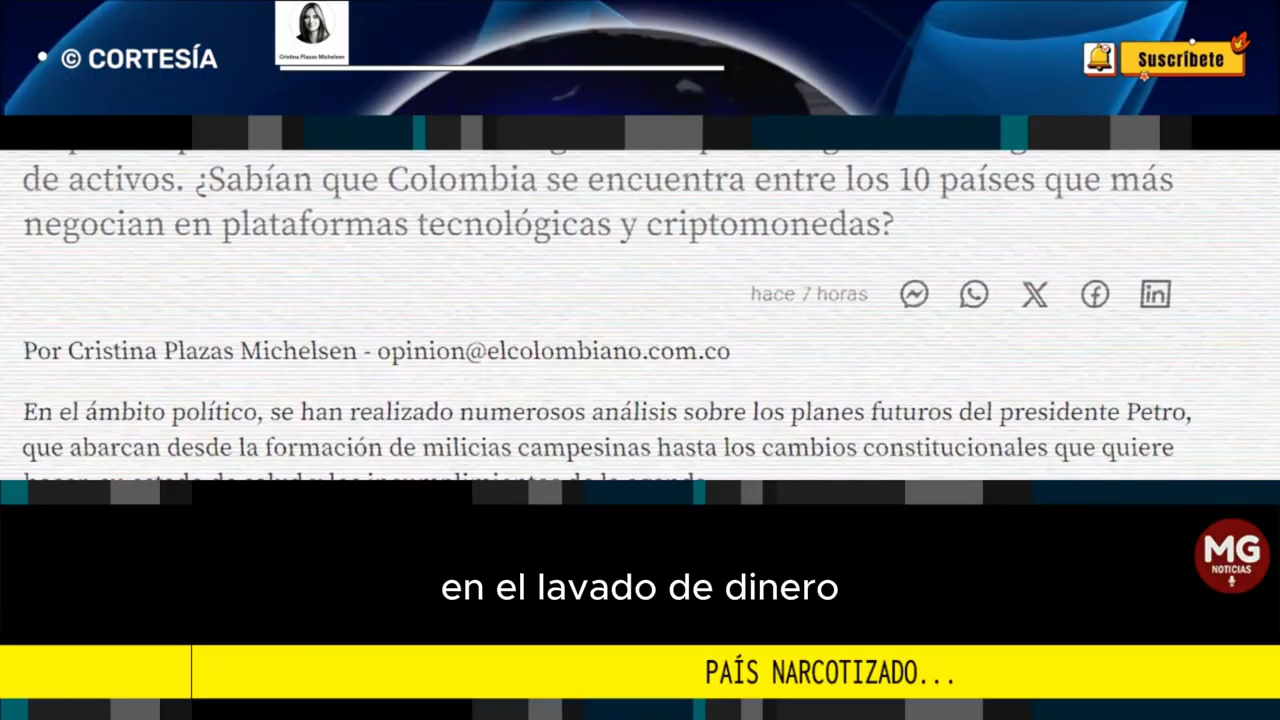 © CORTESÍA
Cristina Plazas Michelsen
Suscríbete
de activos. ¿Sabían que Colombia se encuentra entre los 10 países que más
negocian en plataformas tecnológicas y criptomonedas?
hace 7 horas
Por Cristina Plazas Michelsen - opinion@elcolombiano.com.co
En el ámbito político, se han realizado numerosos análisis sobre los planes futuros del presidente Petro,
que abarcan desde la formación de milicias campesinas hasta los cambios constitucionales que quiere
MG
NOTICIAS
en el lavado de dinero
PAÍS NARCOTIZADO...